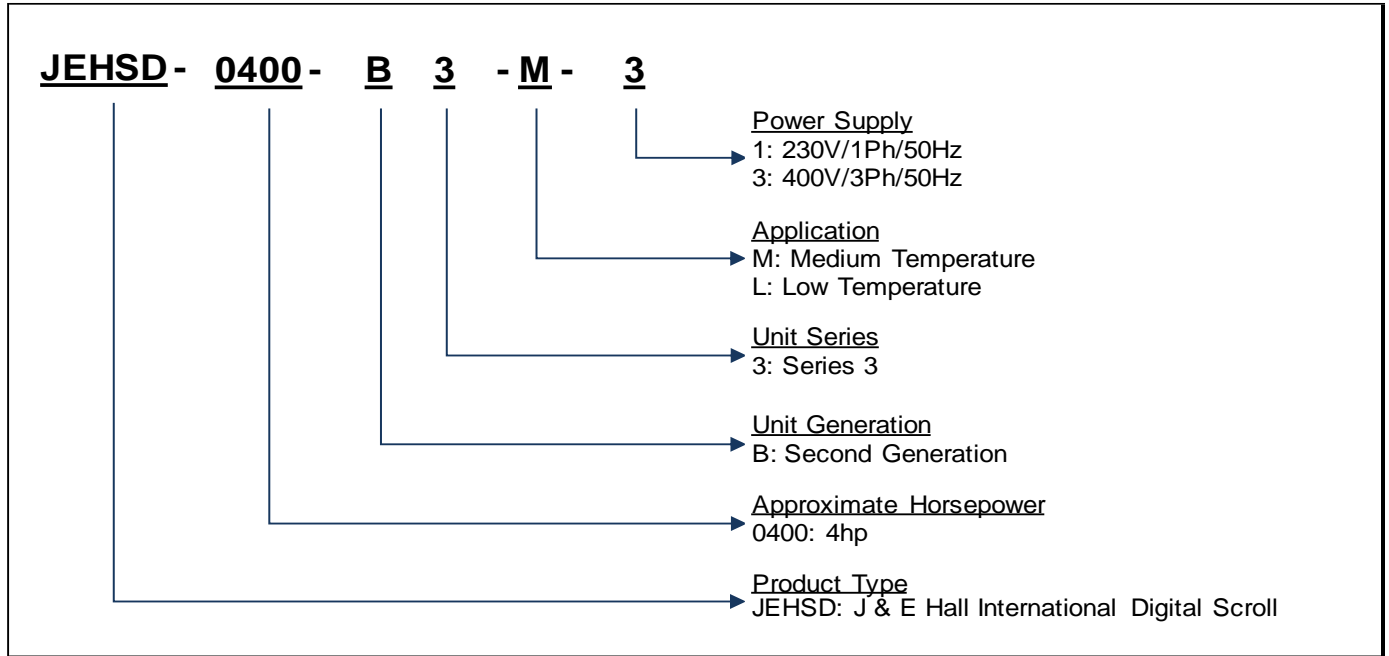 JEHSD - 0400 - B 3 - M - 3
Power Supply
1: 230V/1Ph/50Hz
3: 400V/3Ph/50Hz
Application
M: Medium Temperature
L: Low Temperature
Unit Series
3: Series 3
Unit Generation
B: Second Generation
Approximate Horsepower
0400: 4hp
Product Type
JEHSD: J & E Hall International Digital Scroll